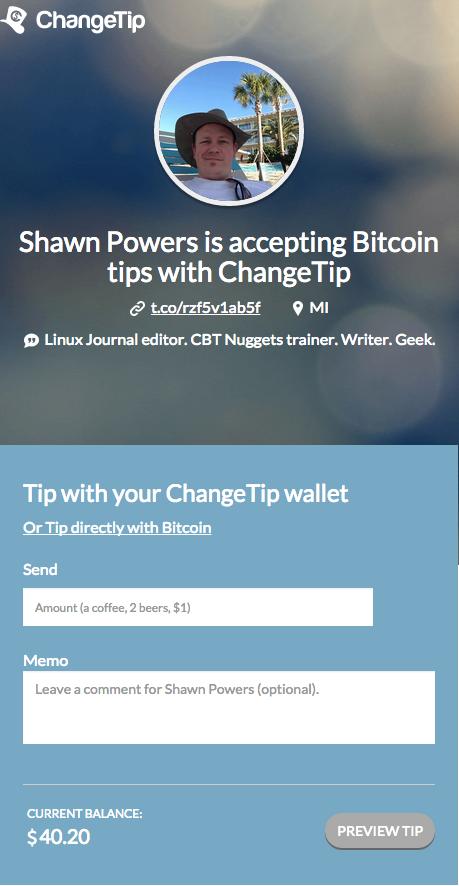 ChangeTip
Shawn Powers is accepting Bitcoin
tips with ChangeTip
t.co/rzf5v1ab5f MI
Linux Journal editor. CBT Nuggets trainer. Writer. Geek.
Tip with your ChangeTip wallet
Or Tip directly with Bitcoin
Send
Amount (a coffee, 2 beers, $1)
Memo
Leave a comment for Shawn Powers (optional).
CURRENT BALANCE:
$40.20
PREVIEW TIP